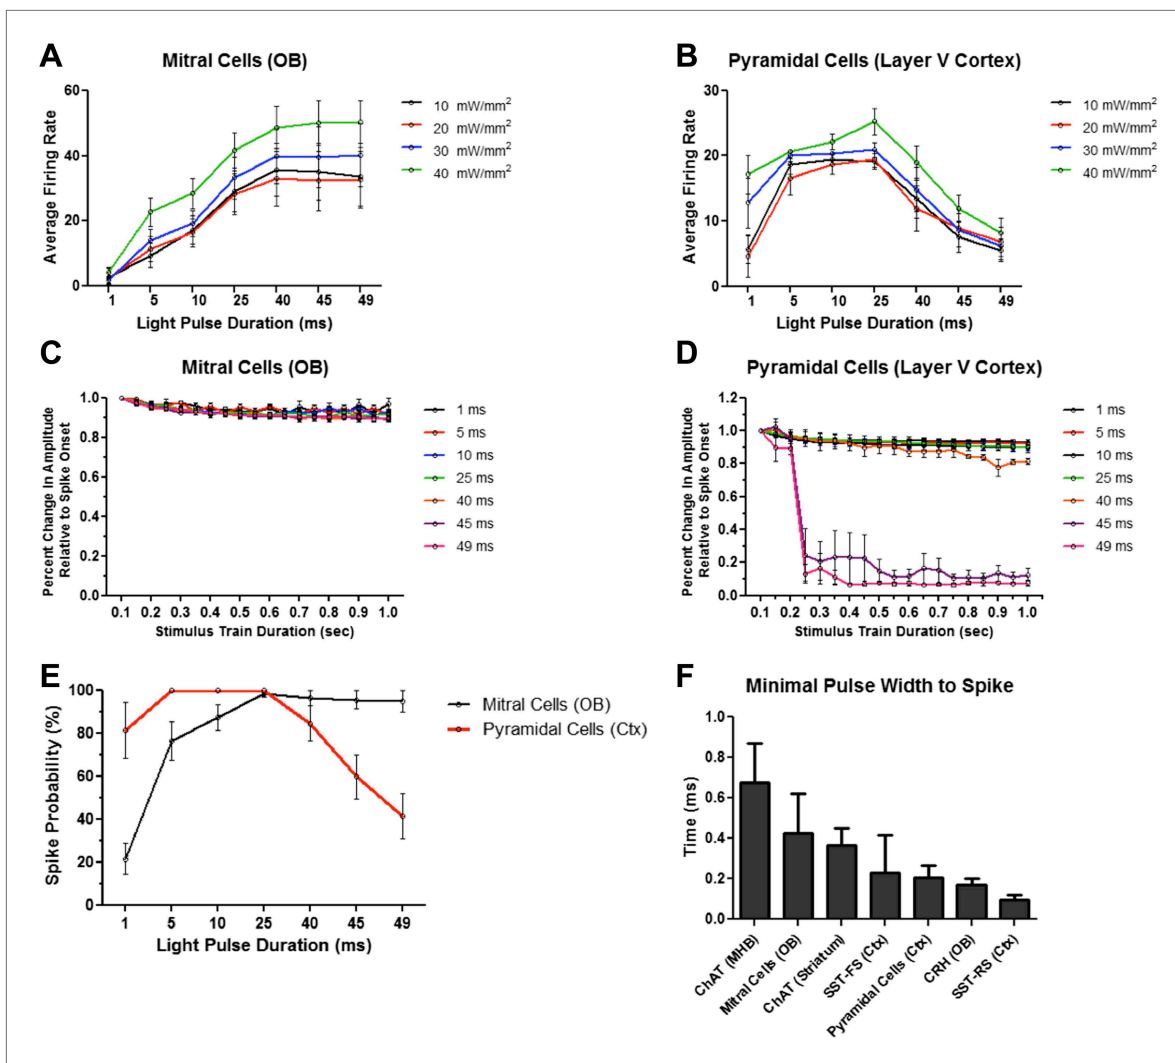 A
Mitral Cells (OB)
Average Firing Rate
60
40
20
0
1 5 10 25 40 45 49
Light Pulse Duration (ms)
10 mW/mm²
20 mW/mm²
30 mW/mm²
40 mW/mm²
B
Pyramidal Cells (Layer V Cortex)
Average Firing Rate
30
20
10
0
1 5 10 25 40 45 49
Light Pulse Duration (ms)
10 mW/mm²
20 mW/mm²
30 mW/mm²
40 mW/mm²
C
Mitral Cells (OB)
Percent Change In Amplitude
Relative to Spike Onset
1.0
0.9
0.8
0.7
0.6
0.5
0.4
0.3
0.2
0.1
0.0
0.1 0.2 0.3 0.4 0.5 0.6 0.7 0.8 0.9 1.0
Stimulus Train Duration (sec)
1 ms
5 ms
10 ms
25 ms
40 ms
45 ms
49 ms
D
Pyramidal Cells (Layer V Cortex)
Percent Change in Amplitude
Relative to Spike Onset
1.2
1.0
0.8
0.6
0.4
0.2
0.0
0.1 0.2 0.3 0.4 0.5 0.6 0.7 0.8 0.9 1.0
Stimulus Train Duration (sec)
1 ms
5 ms
10 ms
25 ms
40 ms
45 ms
49 ms
E
Spike Probability (%)
100
80
60
40
20
0
1 5 10 25 40 45 49
Light Pulse Duration (ms)
Mitral Cells (OB)
Pyramidal Cells (Ctx)
F
Minimal Pulse Width to Spike
Time (ms)
1.0
0.8
0.6
0.4
0.2
0.0
ChAT (MHB)
Mitral Cells (OB)
ChAT (Striatum)
SST-FS (Ctx)
Pyramidal Cells (Ctx)
CRH (OB)
SST-RS (Ctx)